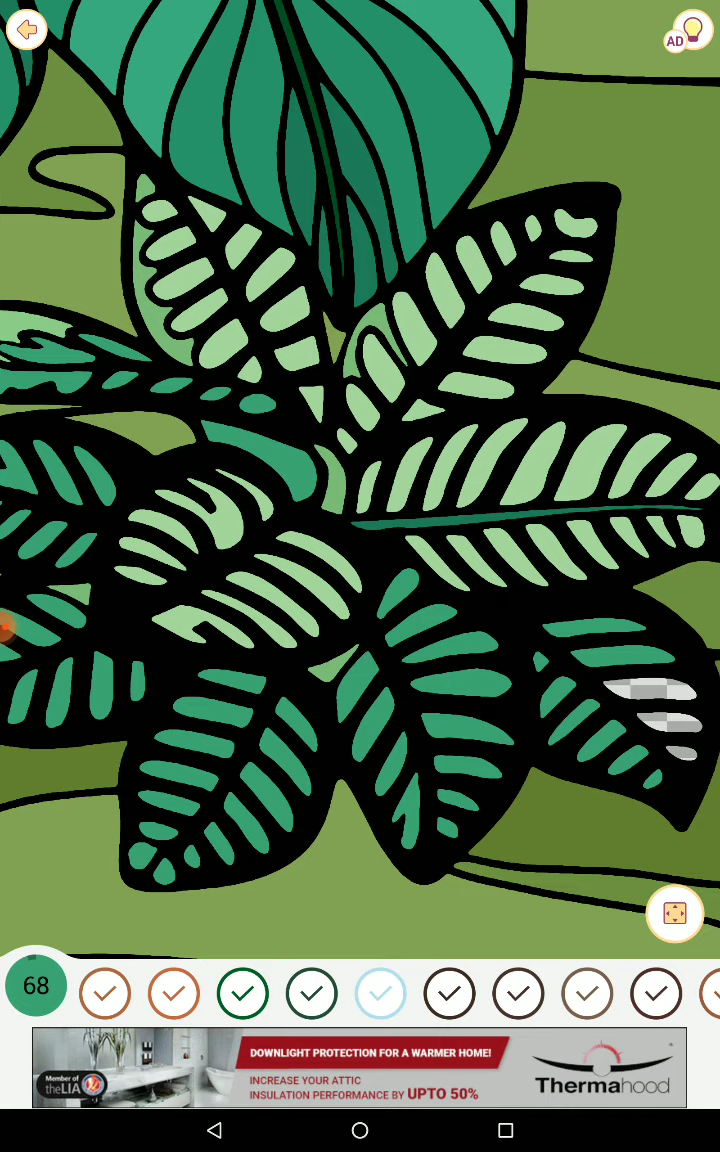 AD
68
Member of
theLIA
DOWNLIGHT PROTECTION FOR A WARMER HOME!
INCREASE YOUR ATTIC
INSULATION PERFORMANCE BY UPTO 50%
Thermahood